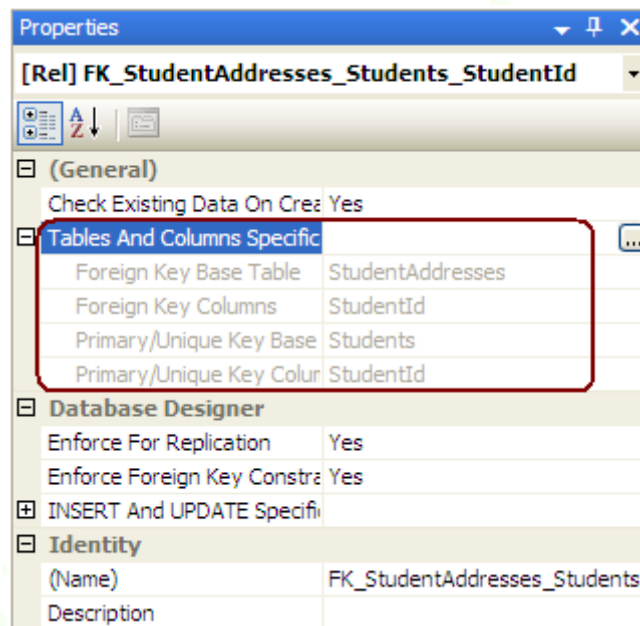 Properties
[Rel] FK_StudentAddresses_Students_StudentId
(General)
Check Existing Data On Crea Yes
Tables And Columns Specific ...
Foreign Key Base Table StudentAddresses
Foreign Key Columns StudentId
Primary/Unique Key Base Students
Primary/Unique Key Colur StudentId
Database Designer
Enforce For Replication Yes
Enforce Foreign Key Constra Yes
INSERT And UPDATE Specifi
Identity
(Name) FK_StudentAddresses_Students
Description